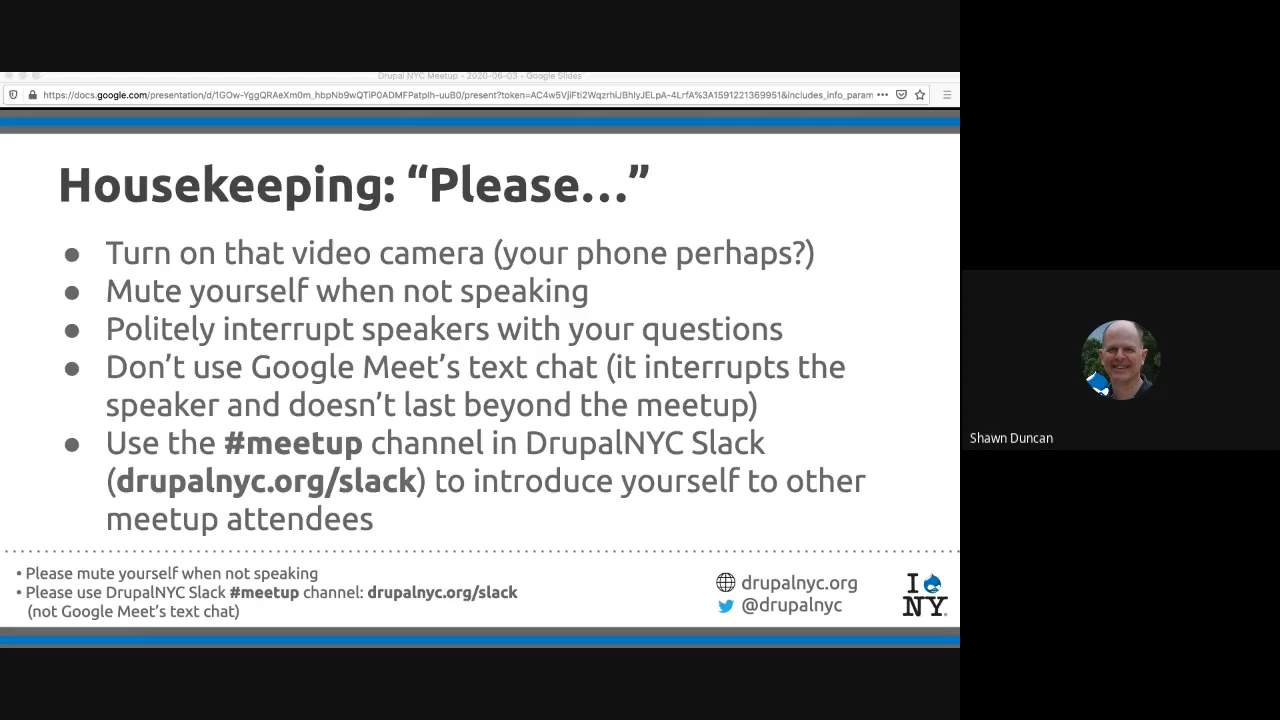 Drupal NYC Meetup - 2020-06-03 - Google Slides
https://docs.google.com/presentation/d/1GOw-YggQRAeXm0m_hbpNb9wQTiP0ADMFPatplh-uuB0/present?token=AC4w5VjiFti2WqzrhiJBhlyJELpA-4LrfA%3A1591221369951&includes_info_param
Housekeeping: “Please…”
● Turn on that video camera (your phone perhaps?)
● Mute yourself when not speaking
● Politely interrupt speakers with your questions
● Don’t use Google Meet’s text chat (it interrupts the
speaker and doesn’t last beyond the meetup)
● Use the #meetup channel in DrupalNYC Slack
(drupalnyc.org/slack) to introduce yourself to other
meetup attendees
• Please mute yourself when not speaking
• Please use DrupalNYC Slack #meetup channel: drupalnyc.org/slack
(not Google Meet’s text chat)
drupalnyc.org
@drupalnyc
I
NY
Shawn Duncan